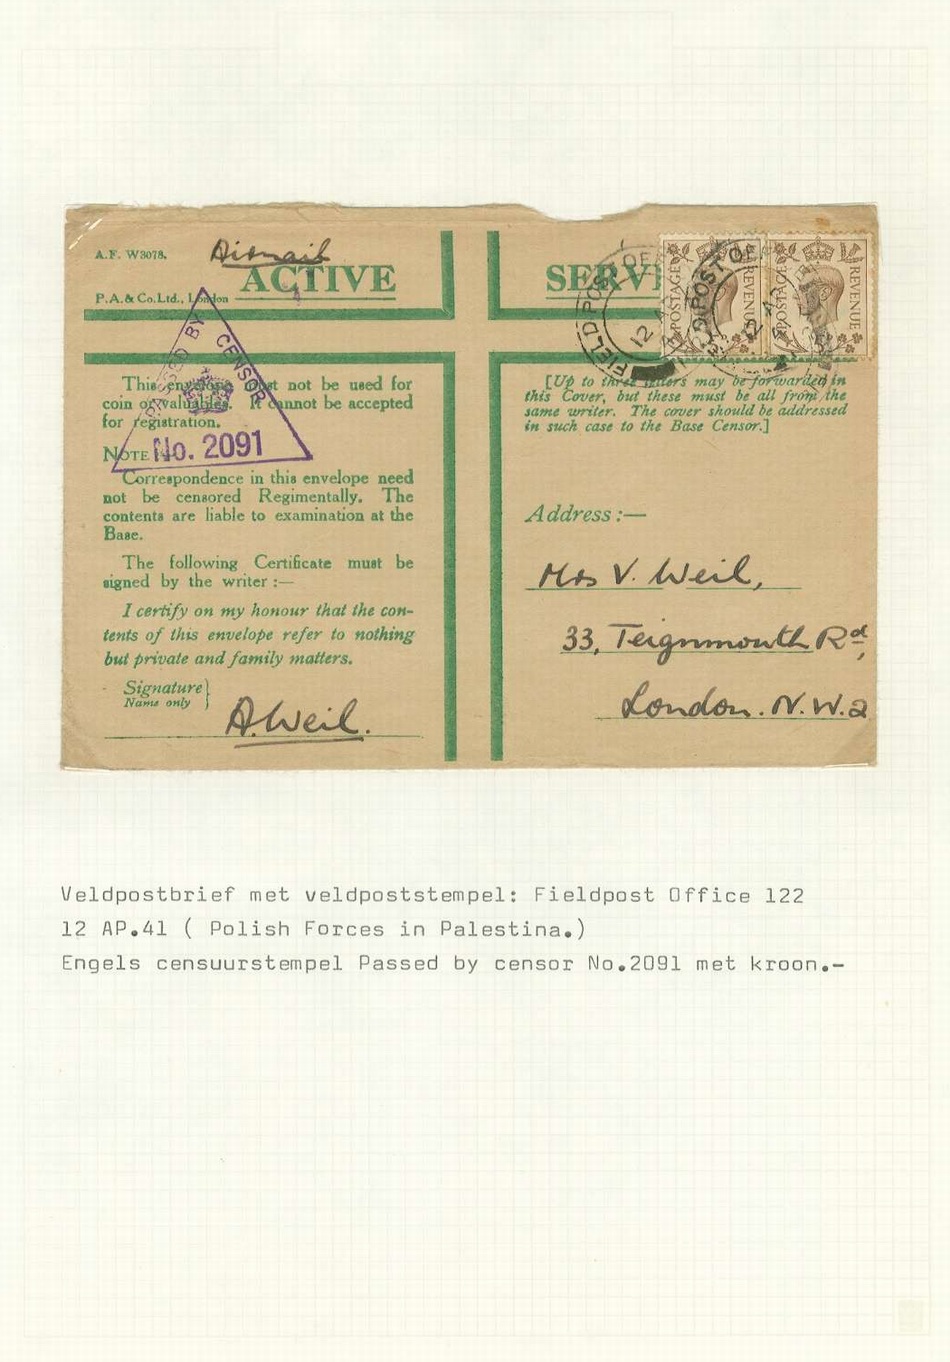 A.F. W3078.
Airmail
P.A. & Co. Ltd., London
ACTIVE
SERV
FIELD POST OF
12 A
FIELD POST OF
12 A
POSTAGE
REVENUE
POSTAGE
REVENUE
PASSED BY CENSOR
No. 2091
This envelope must not be used for
coin or valuables. It cannot be accepted
for registration.
NOTE
Correspondence in this envelope need
not be censored Regimentally. The
contents are liable to examination at the
Base.
The following Certificate must be
signed by the writer :—
I certify on my honour that the con-
tents of this envelope refer to nothing
but private and family matters.
Signature
Name only
A. Weil.
[Up to three letters may be forwarded in
this Cover, but these must be all from the
same writer. The cover should be addressed
in such case to the Base Censor.]
Address :—
Mrs V. Weil,
33, Teignmouth Rd,
London. N.W.2
Veldpostbrief met veldpoststempel: Fieldpost Office 122
12 AP.41 ( Polish Forces in Palestina.)
Engels censuurstempel Passed by censor No.2091 met kroon.-